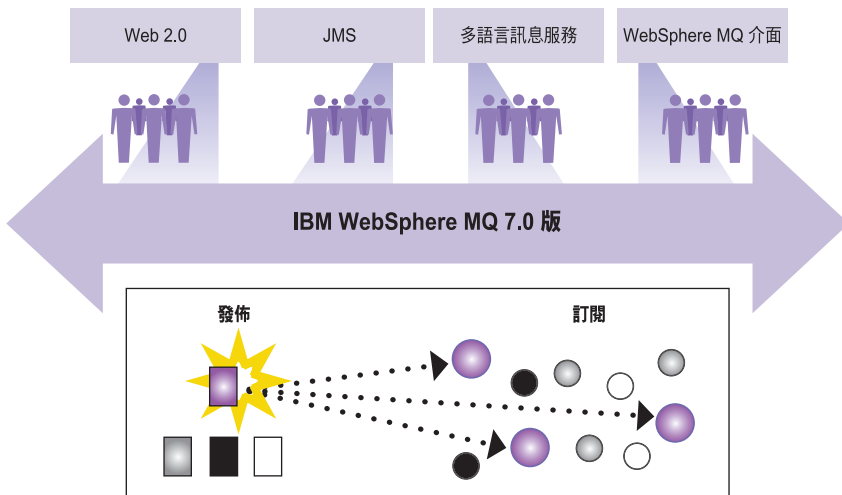 Web 2.0
JMS
多語言訊息服務
WebSphere MQ 介面
IBM WebSphere MQ 7.0 版
發佈
訂閱